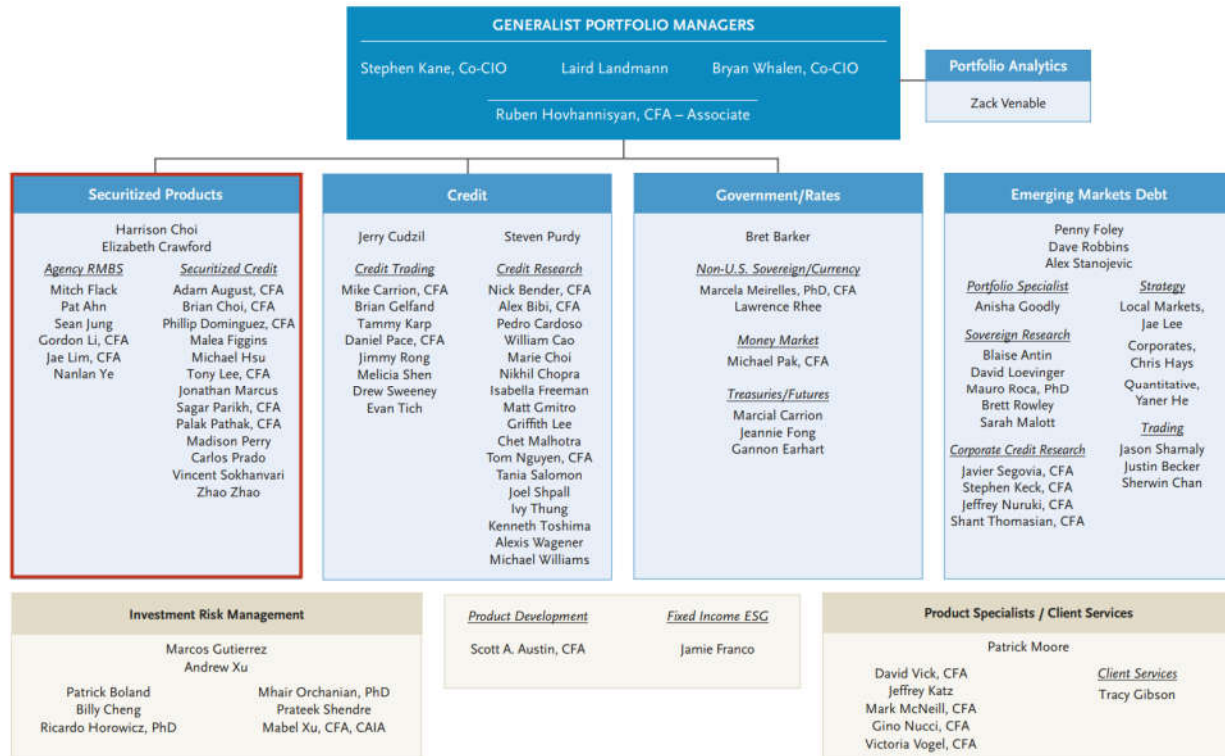 GENERALIST PORTFOLIO MANAGERS
Stephen Kane, Co-CIO Laird Landmann Bryan Whalen, Co-CIO
Ruben Hovhannisyan, CFA – Associate
Portfolio Analytics
Zack Venable
Securitized Products
Harrison Choi
Elizabeth Crawford
Agency RMBS
Mitch Flack
Pat Ahn
Sean Jung
Gordon Li, CFA
Jae Lim, CFA
Nanlan Ye
Securitized Credit
Adam August, CFA
Brian Choi, CFA
Phillip Dominguez, CFA
Malea Figgins
Michael Hsu
Tony Lee, CFA
Jonathan Marcus
Sagar Parikh, CFA
Palak Pathak, CFA
Madison Perry
Carlos Prado
Vincent Sokhanvari
Zhao Zhao
Credit
Jerry Cudzil Steven Purdy
Credit Trading
Mike Carrion, CFA
Brian Gelfand
Tammy Karp
Daniel Pace, CFA
Jimmy Rong
Melicia Shen
Drew Sweeney
Evan Tich
Credit Research
Nick Bender, CFA
Alex Bibi, CFA
Pedro Cardoso
William Cao
Marie Choi
Nikhil Chopra
Isabella Freeman
Matt Gmitro
Griffith Lee
Chet Malhotra
Tom Nguyen, CFA
Tania Salomon
Joel Shpall
Ivy Thung
Kenneth Toshima
Alexis Wagener
Michael Williams
Government/Rates
Bret Barker
Non-U.S. Sovereign/Currency
Marcela Meirelles, PhD, CFA
Lawrence Rhee
Money Market
Michael Pak, CFA
Treasuries/Futures
Marcial Carrion
Jeannie Fong
Gannon Earhart
Emerging Markets Debt
Penny Foley
Dave Robbins
Alex Stanojevic
Portfolio Specialist
Anisha Goodly
Sovereign Research
Blaise Antin
David Loevinger
Mauro Roca, PhD
Brett Rowley
Sarah Malott
Corporate Credit Research
Javier Segovia, CFA
Stephen Keck, CFA
Jeffrey Nuruki, CFA
Shant Thomasian, CFA
Strategy
Local Markets,
Jae Lee
Corporates,
Chris Hays
Quantitative,
Yaner He
Trading
Jason Shamaly
Justin Becker
Sherwin Chan
Investment Risk Management
Marcos Gutierrez
Andrew Xu
Patrick Boland
Billy Cheng
Ricardo Horowicz, PhD
Mhair Orchanian, PhD
Prateek Shendre
Mabel Xu, CFA, CAIA
Product Development
Scott A. Austin, CFA
Fixed Income ESG
Jamie Franco
Product Specialists / Client Services
Patrick Moore
David Vick, CFA
Jeffrey Katz
Mark McNeill, CFA
Gino Nucci, CFA
Victoria Vogel, CFA
Client Services
Tracy Gibson